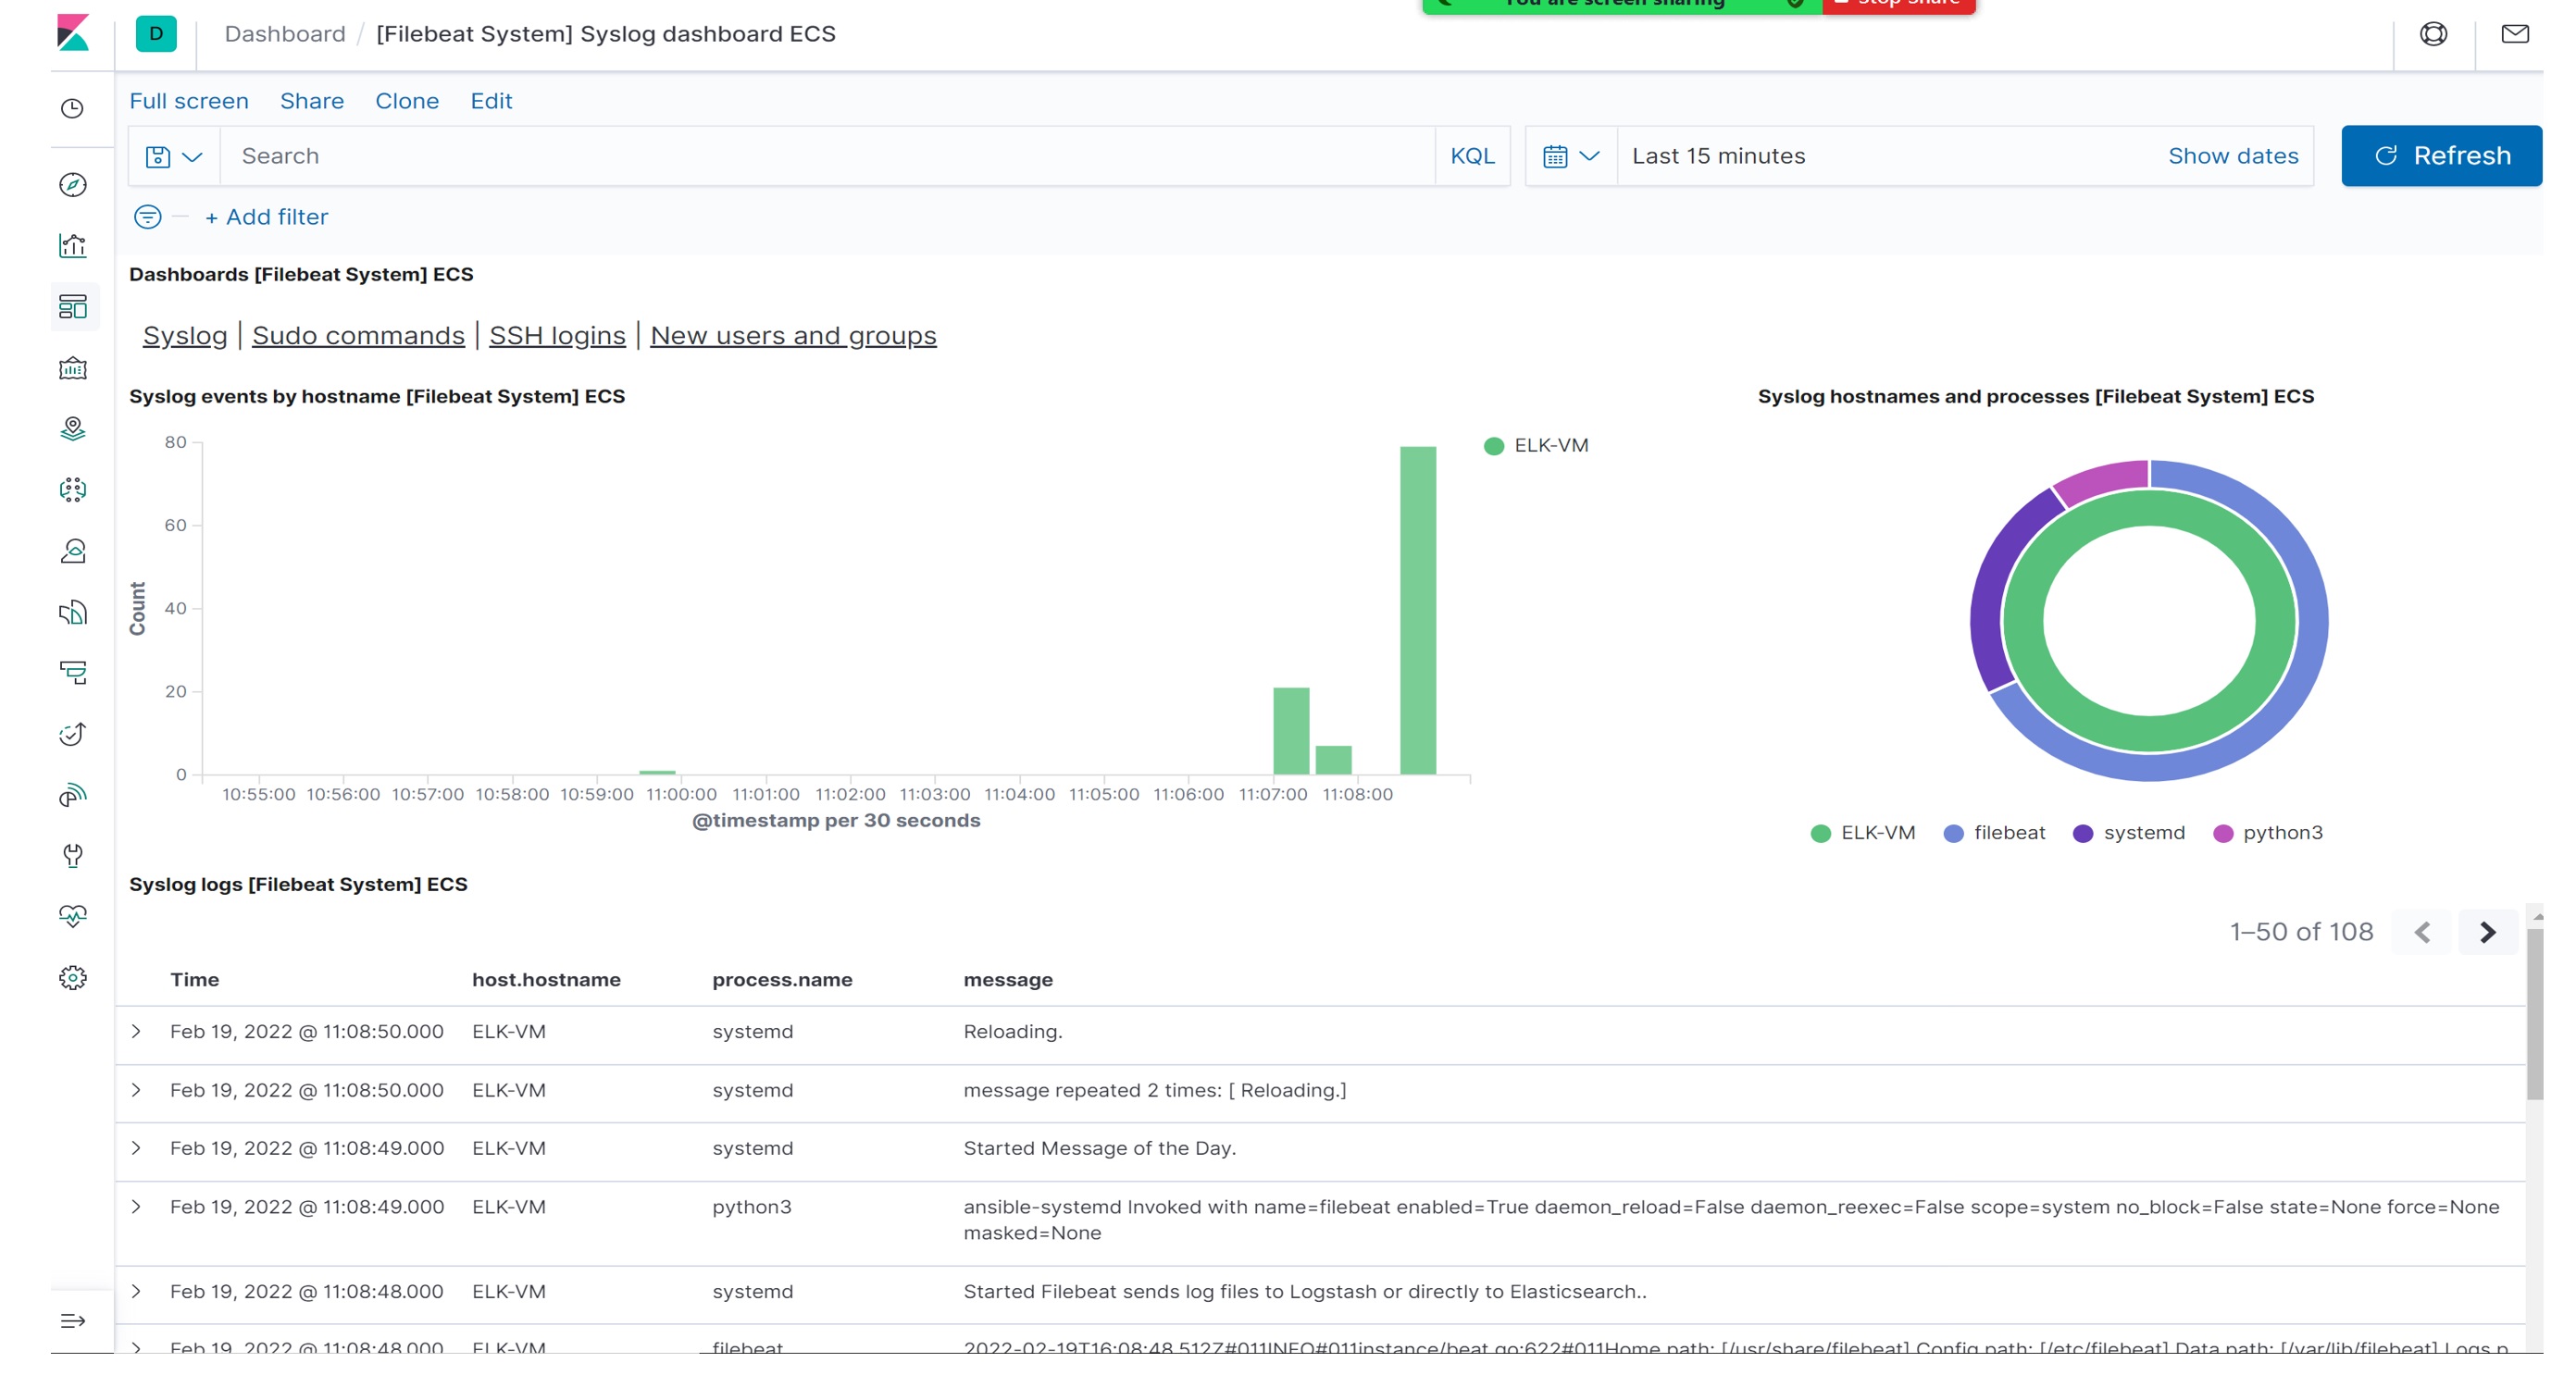 You are screen sharing Stop Share
D Dashboard / [Filebeat System] Syslog dashboard ECS
Full screen Share Clone Edit
Search KQL Last 15 minutes Show dates Refresh
+ Add filter
Dashboards [Filebeat System] ECS
Syslog | Sudo commands | SSH logins | New users and groups
Syslog events by hostname [Filebeat System] ECS
80
60
40
20
0
Count
10:55:00 10:56:00 10:57:00 10:58:00 10:59:00 11:00:00 11:01:00 11:02:00 11:03:00 11:04:00 11:05:00 11:06:00 11:07:00 11:08:00
@timestamp per 30 seconds
ELK-VM
Syslog hostnames and processes [Filebeat System] ECS
ELK-VM filebeat systemd python3
Syslog logs [Filebeat System] ECS
1–50 of 108
Time host.hostname process.name message
Feb 19, 2022 @ 11:08:50.000 ELK-VM systemd Reloading.
Feb 19, 2022 @ 11:08:50.000 ELK-VM systemd message repeated 2 times: [ Reloading.]
Feb 19, 2022 @ 11:08:49.000 ELK-VM systemd Started Message of the Day.
Feb 19, 2022 @ 11:08:49.000 ELK-VM python3 ansible-systemd Invoked with name=filebeat enabled=True daemon_reload=False daemon_reexec=False scope=system no_block=False state=None force=None
masked=None
Feb 19, 2022 @ 11:08:48.000 ELK-VM systemd Started Filebeat sends log files to Logstash or directly to Elasticsearch..
Feb 19, 2022 @ 11:08:48.000 ELK-VM filebeat 2022-02-19T16:08:48.512Z#011INFO#011instance/beat.go:622#011Home path: [/usr/share/filebeat] Config path: [/etc/filebeat] Data path: [/var/lib/filebeat] Logs p